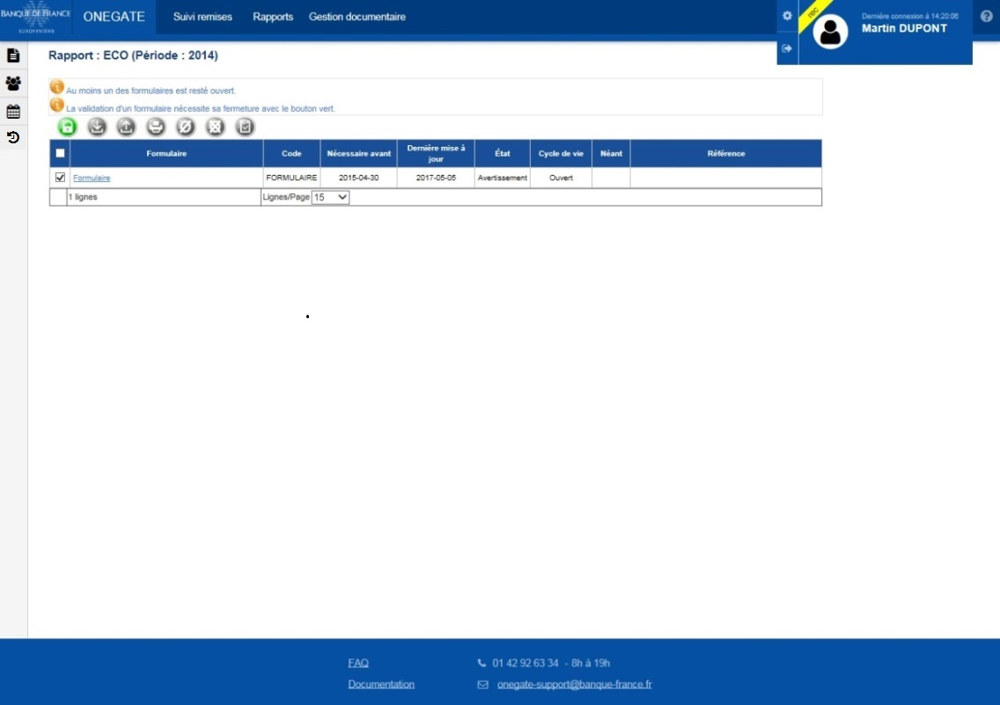 BANQUE DE FRANCE
EUROSYSTÈME
ONEGATE
Suivi remises
Rapports
Gestion documentaire
rec
Dernière connexion à 14:20:06
Martin DUPONT
Rapport : ECO (Période : 2014)
Au moins un des formulaires est resté ouvert.
La validation d'un formulaire nécessite sa fermeture avec le bouton vert.
Formulaire Code Nécessaire avant Dernière mise à jour État Cycle de vie Néant Référence
Formulaire FORMULAIRE 2015-04-30 2017-05-05 Avertissement Ouvert
1 lignes Lignes/Page 15
FAQ 01 42 92 63 34 - 8h à 19h
Documentation onegate-support@banque-france.fr